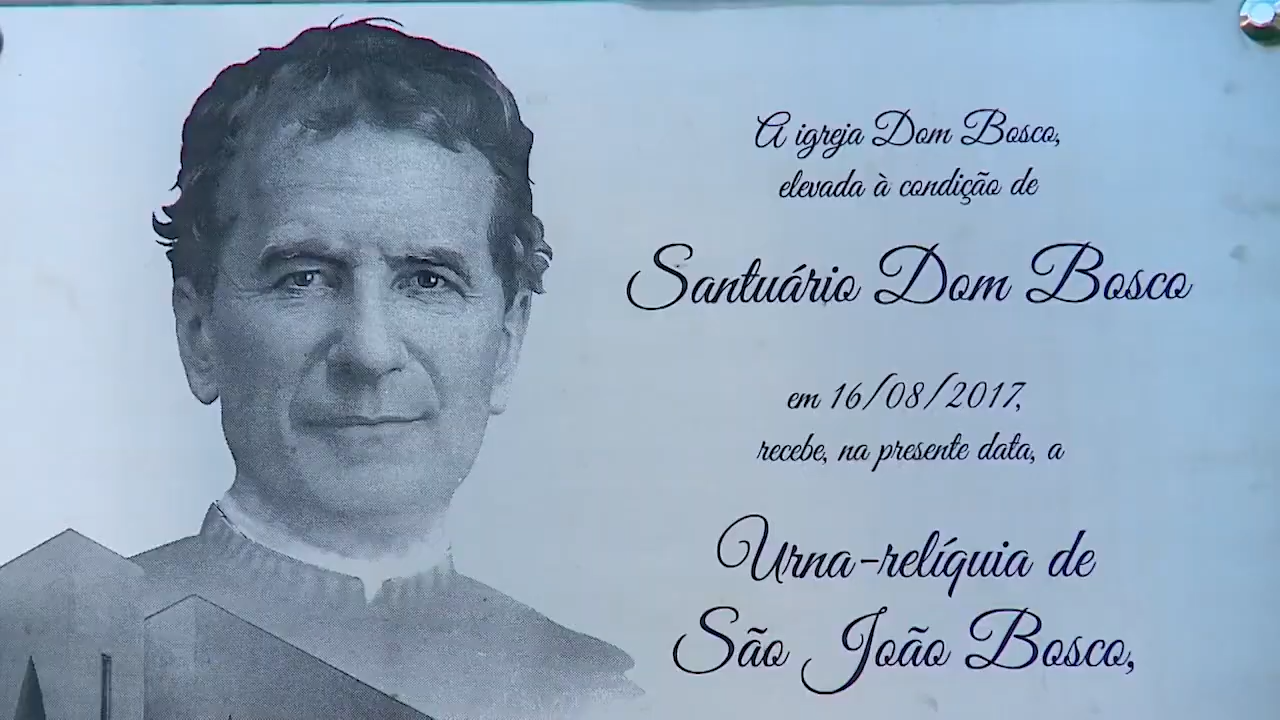 A igreja Dom Bosco,
elevada à condição de
Santuário Dom Bosco
em 16/08/2017,
recebe, na presente data, a
Urna-relíquia de
São João Bosco,